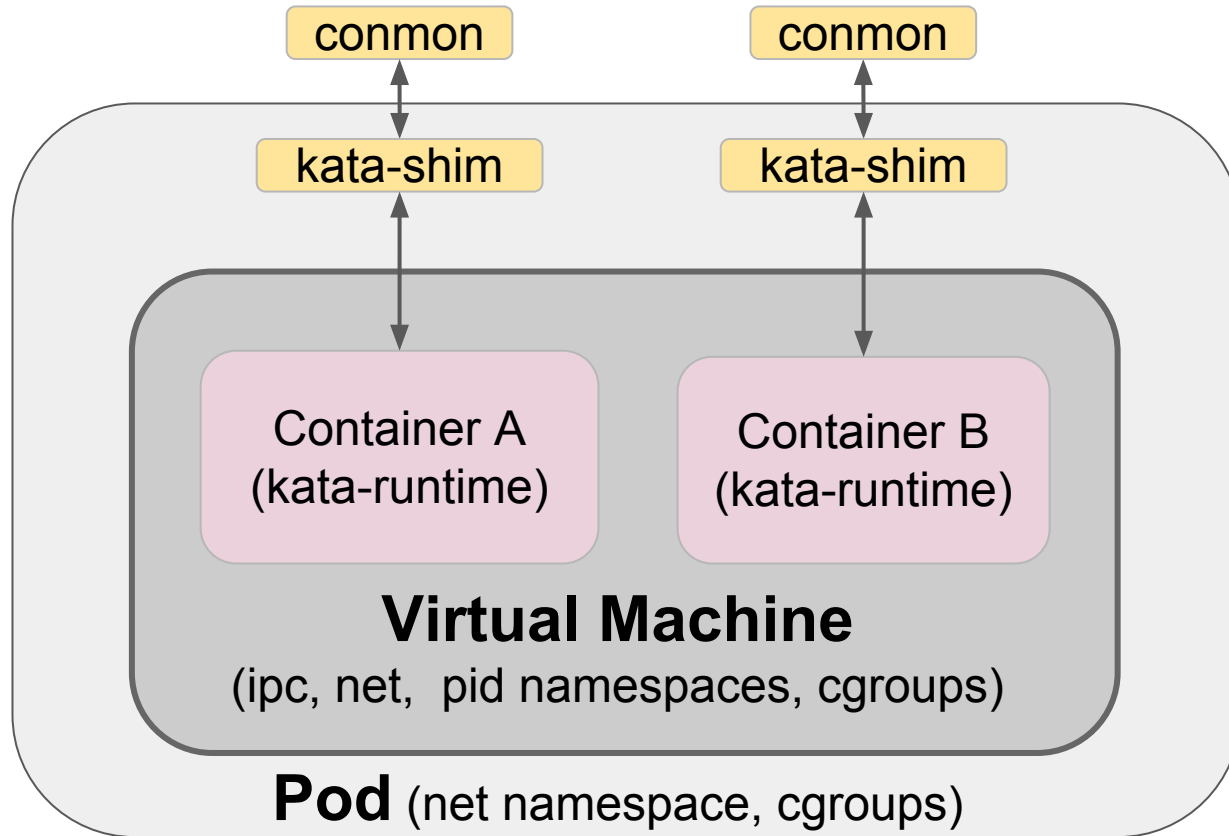 conmon
conmon
kata-shim
kata-shim
Container A
(kata-runtime)
Container B
(kata-runtime)
Virtual Machine
(ipc, net, pid namespaces, cgroups)
Pod (net namespace, cgroups)